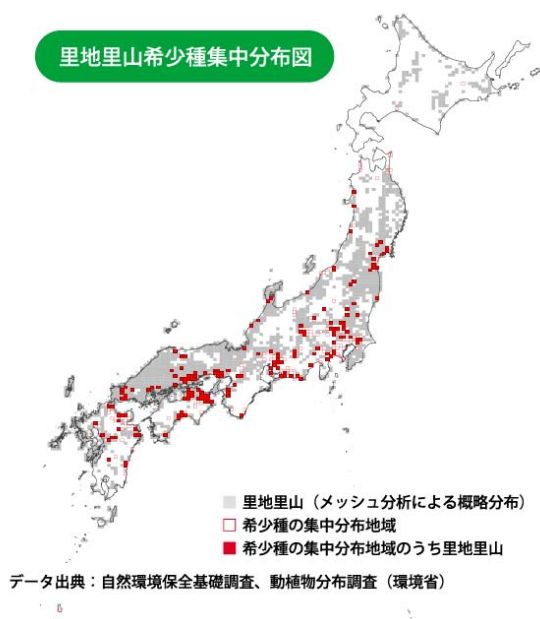 里地里山希少種集中分布図
里地里山（メッシュ分析による概略分布）
希少種の集中分布地域
希少種の集中分布地域のうち里地里山
データ出典：自然環境保全基礎調査、動植物分布調査（環境省）